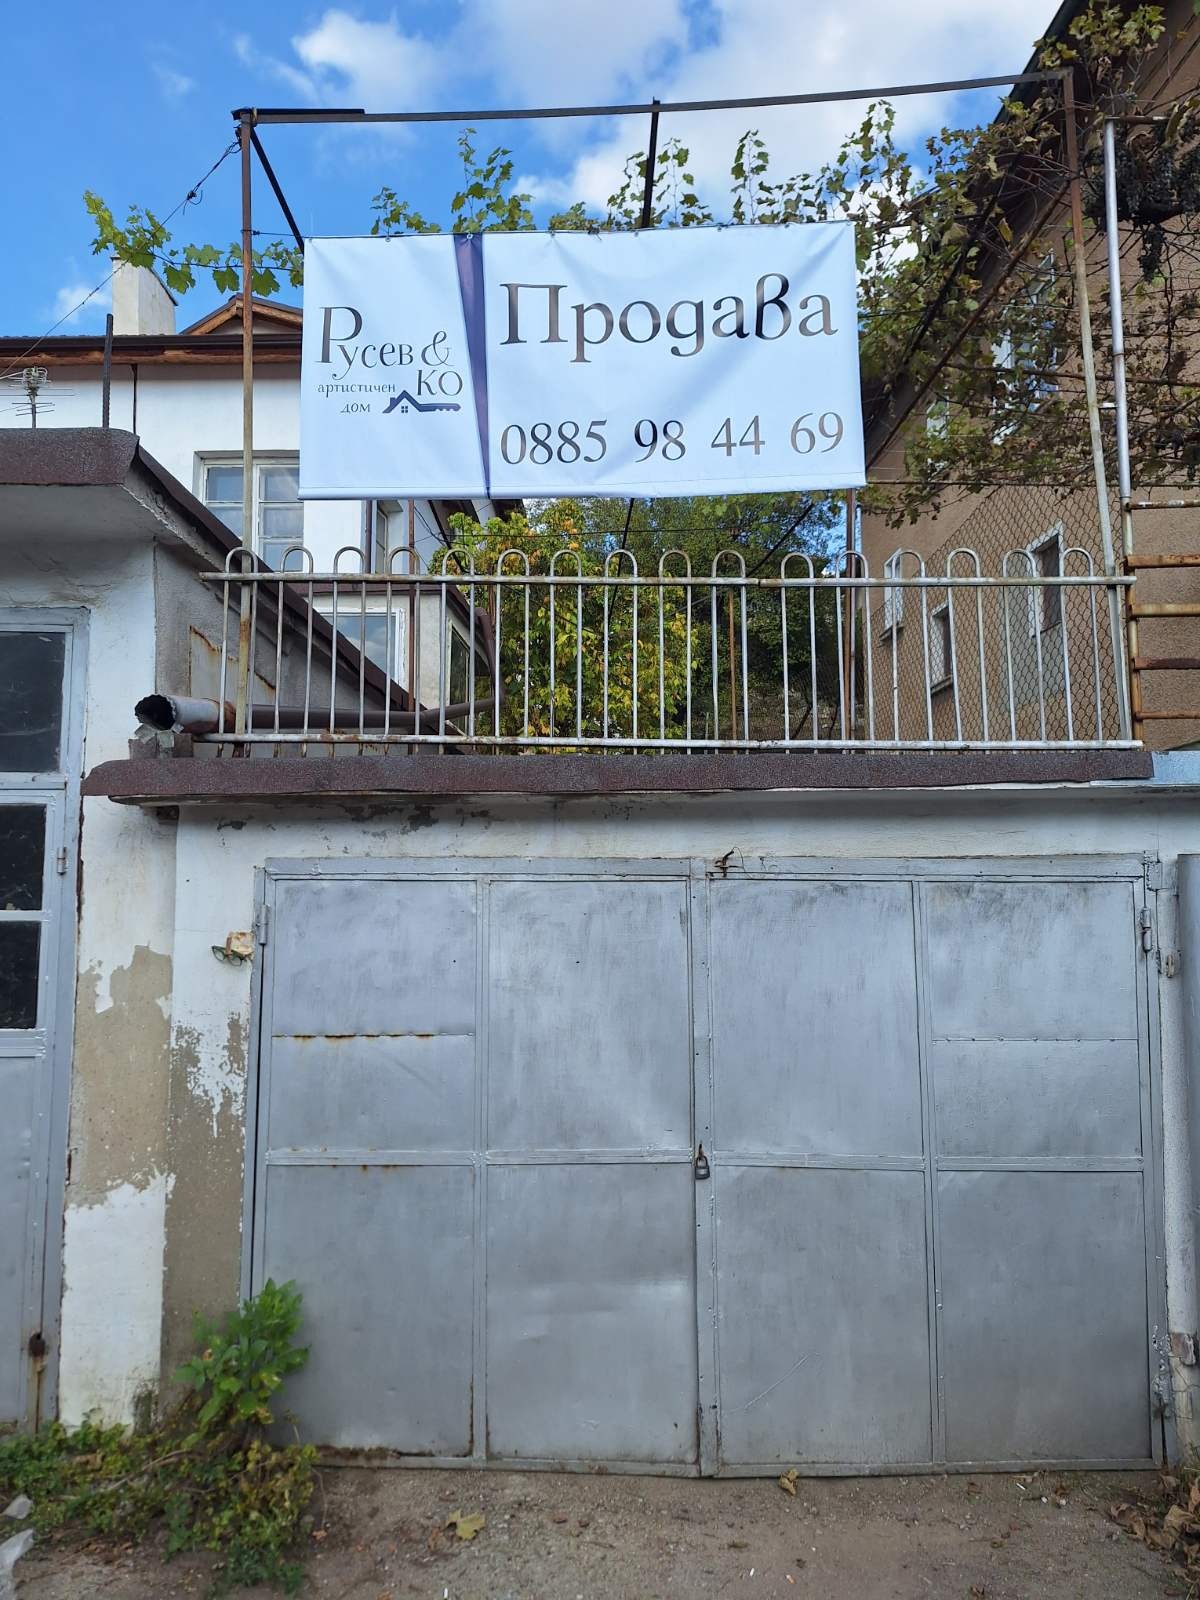 Русев &
артистичен КО
дом
Продава
0885 98 44 69